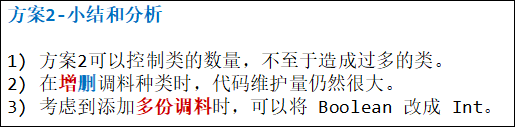 方案2-小结和分析
1) 方案2可以控制类的数量，不至于造成过多的类。
2) 在增删调料种类时，代码维护量仍然很大。
3) 考虑到添加多份调料时，可以将 Boolean 改成 Int。